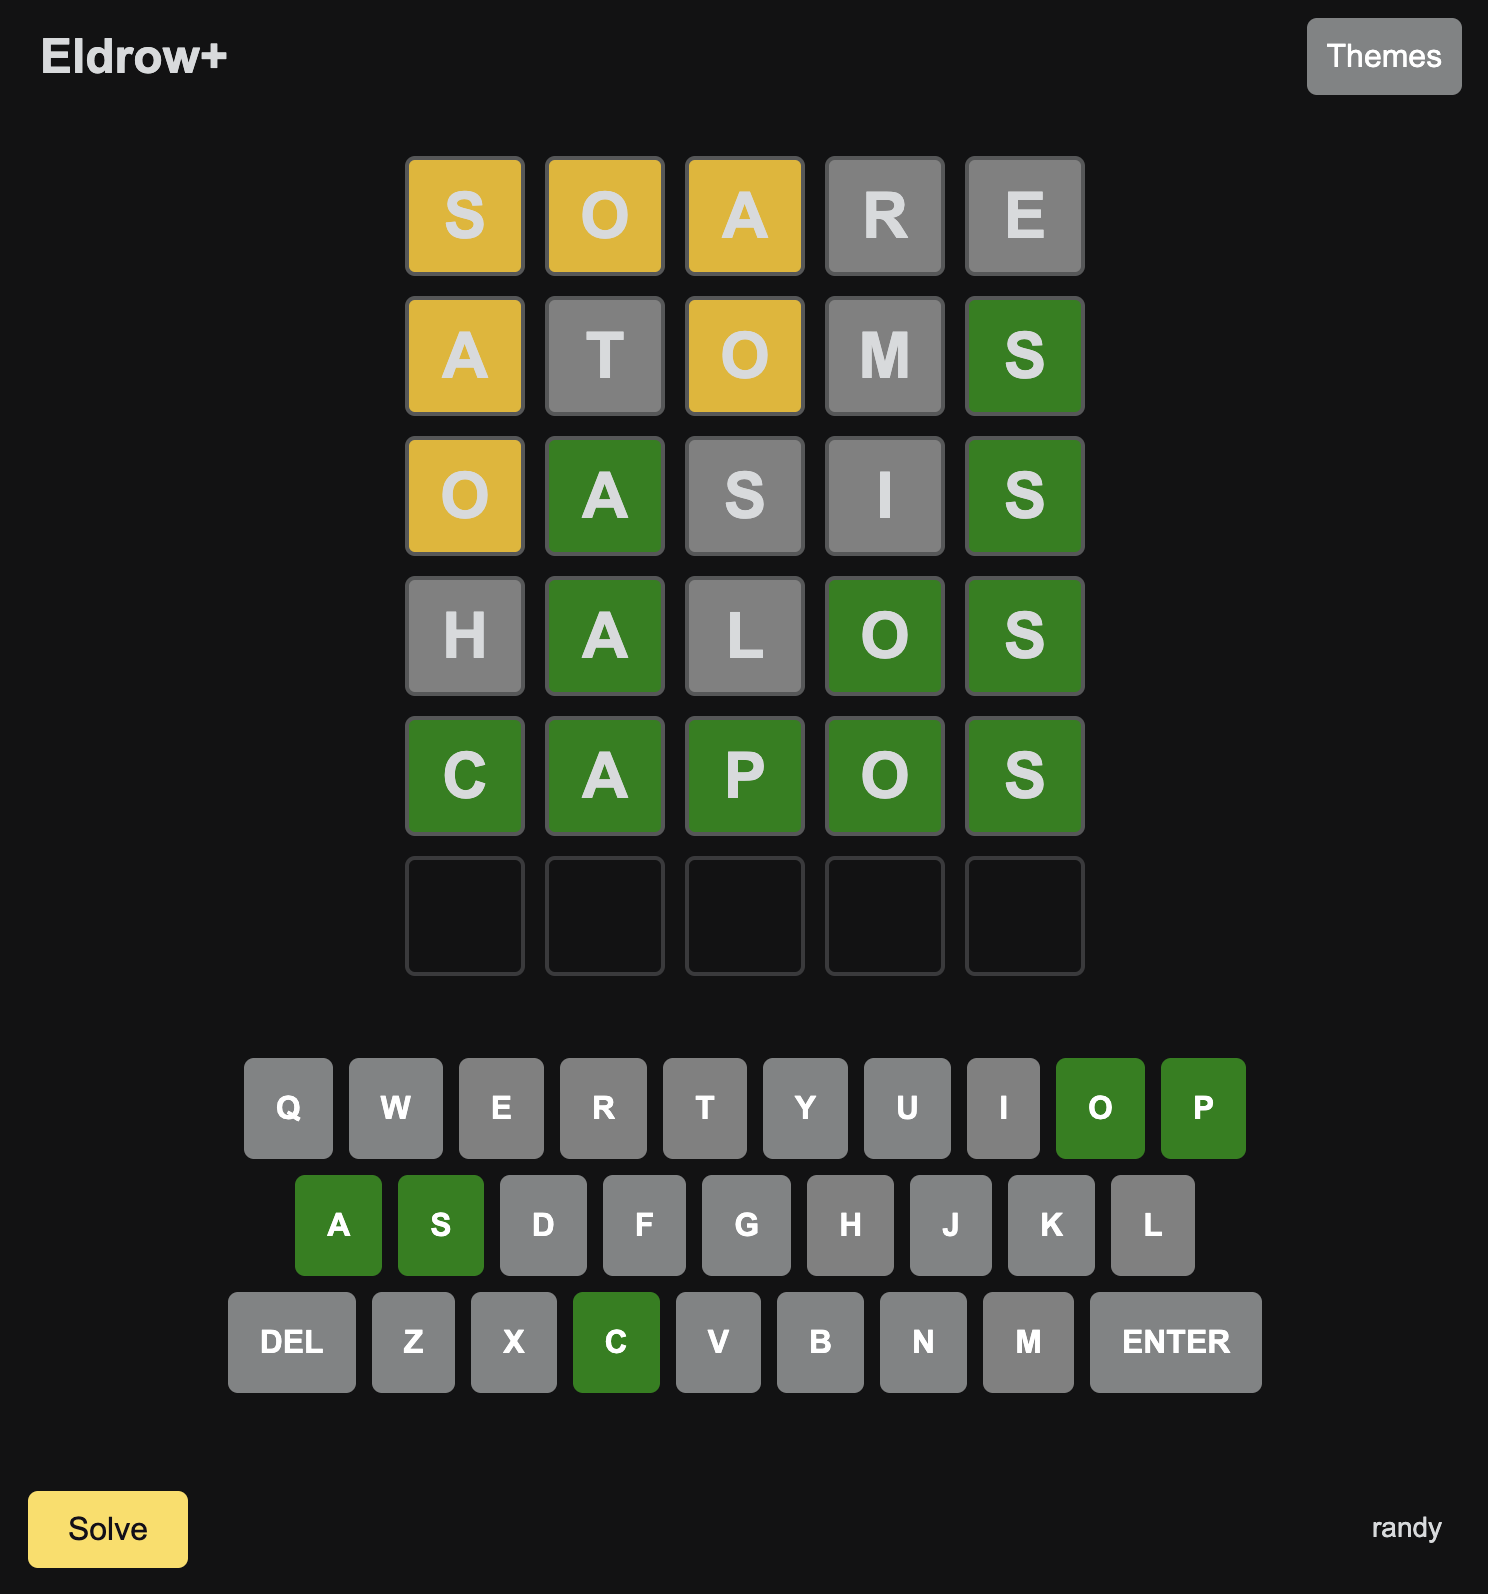 Eldrow+ Themes
S O A R E
A T O M S
O A S I S
H A L O S
C A P O S
Q W E R T Y U I O P
A S D F G H J K L
DEL Z X C V B N M ENTER
Solve randy